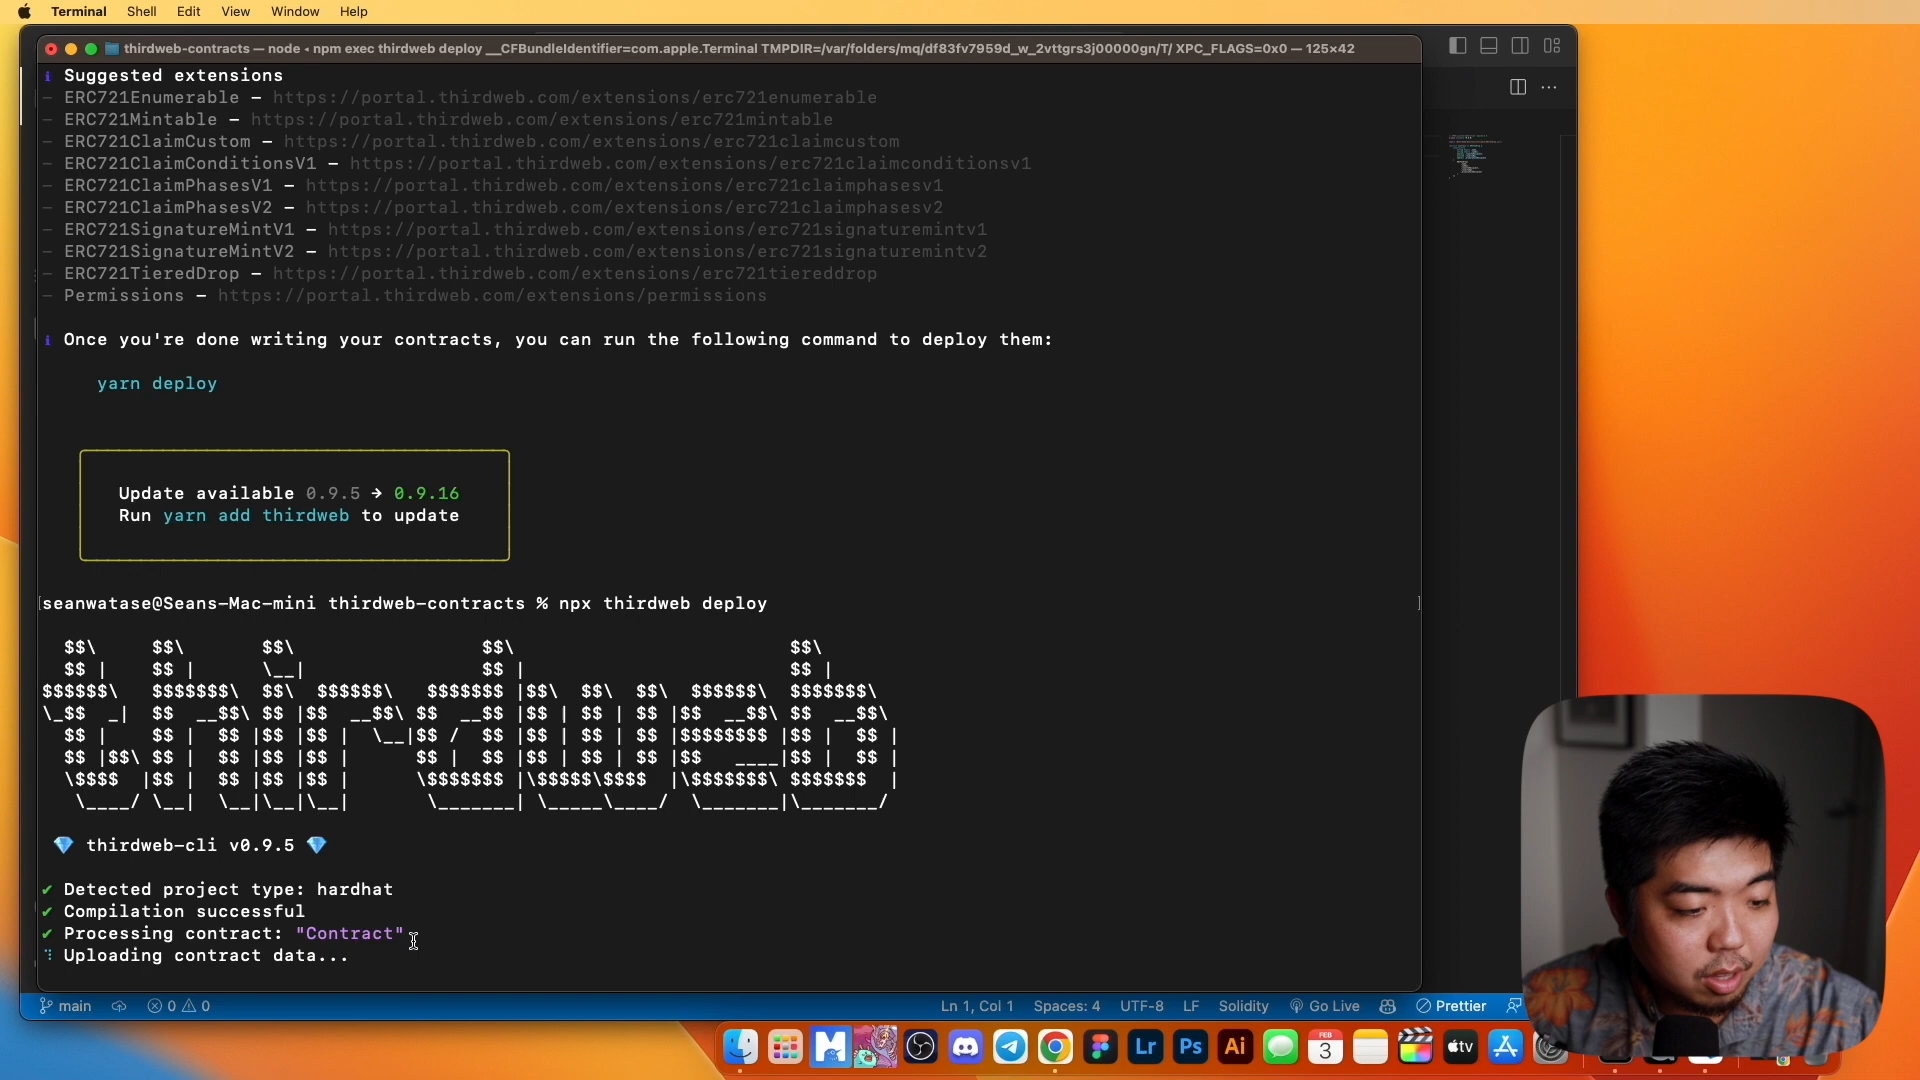 Terminal Shell Edit View Window Help
thirdweb-contracts — node ◂ npm exec thirdweb deploy __CFBundleIdentifier=com.apple.Terminal TMPDIR=/var/folders/mq/df83fv7959d_w_2vttgrs3j00000gn/T/ XPC_FLAGS=0x0 — 125×42
i Suggested extensions
— ERC721Enumerable — https://portal.thirdweb.com/extensions/erc721enumerable
— ERC721Mintable — https://portal.thirdweb.com/extensions/erc721mintable
— ERC721ClaimCustom — https://portal.thirdweb.com/extensions/erc721claimcustom
— ERC721ClaimConditionsV1 — https://portal.thirdweb.com/extensions/erc721claimconditionsv1
— ERC721ClaimPhasesV1 — https://portal.thirdweb.com/extensions/erc721claimphasesv1
— ERC721ClaimPhasesV2 — https://portal.thirdweb.com/extensions/erc721claimphasesv2
— ERC721SignatureMintV1 — https://portal.thirdweb.com/extensions/erc721signaturemintv1
— ERC721SignatureMintV2 — https://portal.thirdweb.com/extensions/erc721signaturemintv2
— ERC721TieredDrop — https://portal.thirdweb.com/extensions/erc721tiereddrop
— Permissions — https://portal.thirdweb.com/extensions/permissions
i Once you're done writing your contracts, you can run the following command to deploy them:
yarn deploy
Update available 0.9.5 → 0.9.16
Run yarn add thirdweb to update
[seanwatase@Seans-Mac-mini thirdweb-contracts % npx thirdweb deploy ]
thirdweb
💎 thirdweb-cli v0.9.5 💎
✔ Detected project type: hardhat
✔ Compilation successful
✔ Processing contract: "Contract"
Uploading contract data...
main 0 0 Ln 1, Col 1 Spaces: 4 UTF-8 LF Solidity Go Live Prettier
Lr Ps Ai FEB 3 tv